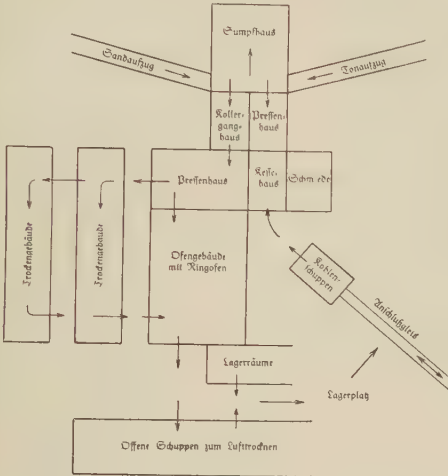 Sumpfhaus
Sandaufzug
Tonaufzug
Koller-
gang-
haus
Pressen-
haus
Pressenhaus
Kessel-
haus
Schmiede
Trockengebäude
Trockengebäude
Ofengebäude
mit Ringofen
Kohlen-
schuppen
Anschlußgleis
Lagerräume
Lagerplatz
Offene Schuppen zum Lufttrocknen